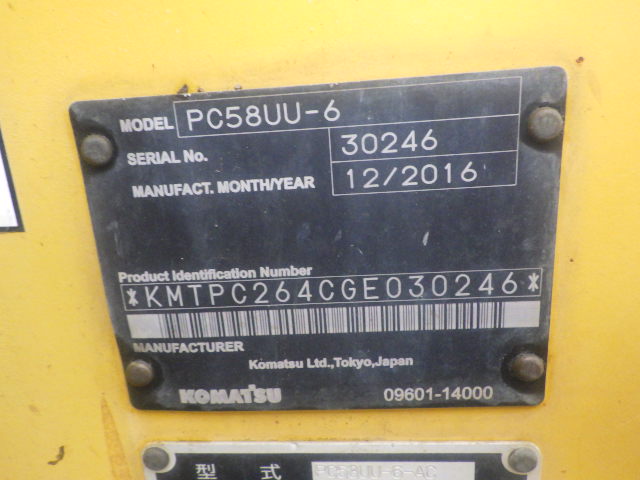 MODEL PC58UU-6
SERIAL No. 30246
MANUFACT. MONTH/YEAR 12/2016
Product Identification Number
*KMTPC264CGE030246*
MANUFACTURER
Komatsu Ltd.,Tokyo,Japan
KOMATSU 09601-14000
型式 PC58UU-6-AC